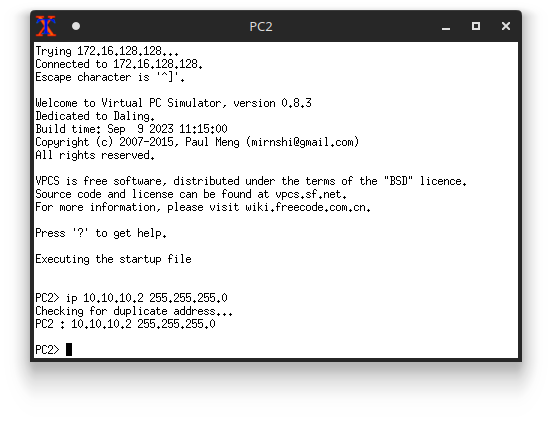 PC2
Trying 172.16.128.128...
Connected to 172.16.128.128.
Escape character is '^]'.
Welcome to Virtual PC Simulator, version 0.8.3
Dedicated to Daling.
Build time: Sep  9 2023 11:15:00
Copyright (c) 2007-2015, Paul Meng (mirnshi@gmail.com)
All rights reserved.
VPCS is free software, distributed under the terms of the "BSD" licence.
Source code and license can be found at vpcs.sf.net.
For more information, please visit wiki.freecode.com.cn.
Press '?' to get help.
Executing the startup file
PC2> ip 10.10.10.2 255.255.255.0
Checking for duplicate address...
PC2 : 10.10.10.2 255.255.255.0
PC2>